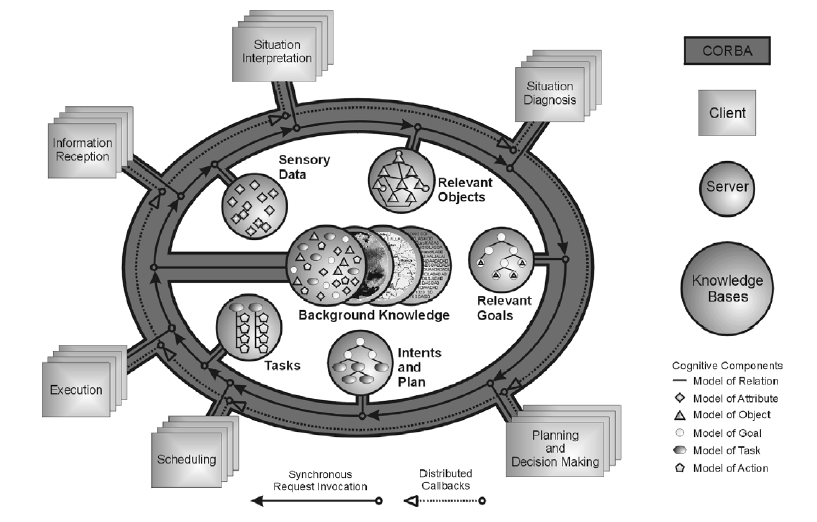 Situation
Interpretation
Situation
Diagnosis
CORBA
Information
Reception
Client
Sensory
Data
Relevant
Objects
Server
Background Knowledge
Relevant
Goals
Knowledge
Bases
Tasks
Intents
and
Plan
Execution
Scheduling
Planning
and
Decision Making
Cognitive Components
Model of Relation
Model of Attribute
Model of Object
Model of Goal
Model of Task
Model of Action
Synchronous
Request Invocation
Distributed
Callbacks